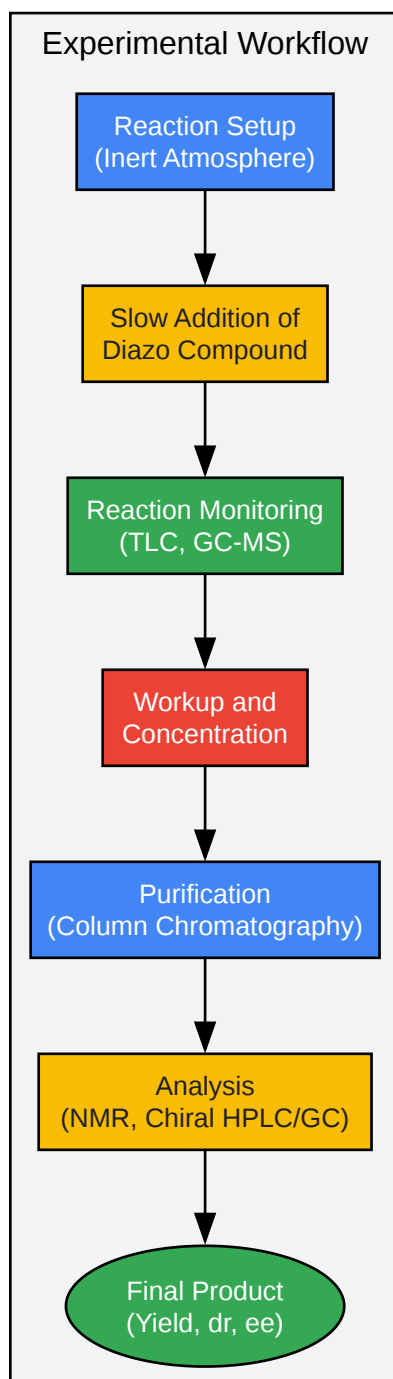 Experimental Workflow
Reaction Setup
(Inert Atmosphere)
Slow Addition of
Diazo Compound
Reaction Monitoring
(TLC, GC-MS)
Workup and
Concentration
Purification
(Column Chromatography)
Analysis
(NMR, Chiral HPLC/GC)
Final Product
(Yield, dr, ee)